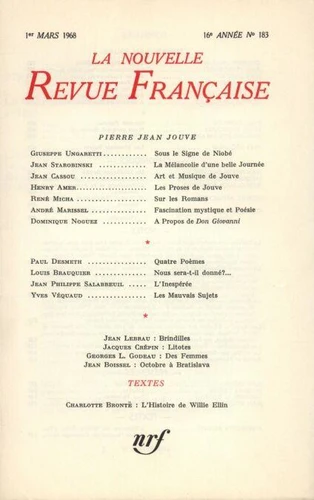 1er MARS 1968 16e ANNÉE No 183
LA NOUVELLE
REVUE FRANÇAISE
PIERRE JEAN JOUVE
GIUSEPPE UNGARETTI............ Sous le Signe de Niobé
JEAN STAROBINSKI ............ La Mélancolie d'une belle Journée
JEAN CASSOU .................. Art et Musique de Jouve
HENRY AMER.................... Les Proses de Jouve
RENÉ MICHA .................. Sur les Romans
ANDRÉ MARISSEL .............. Fascination mystique et Poésie
DOMINIQUE NOGUEZ ............ A Propos de Don Giovanni
*
PAUL DESMETH ................ Quatre Poèmes
LOUIS BRAUQUIER .............. Nous sera-t-il donné?...
JEAN PHILIPPE SALABREUIL ..... L'Inespérée
YVES VÉQUAUD ................ Les Mauvais Sujets
*
JEAN LEBRAU : Brindilles
JACQUES CRÉPIN : Litotes
GEORGES L. GODEAU : Des Femmes
JEAN BOISSEL : Octobre à Bratislava
TEXTES
CHARLOTTE BRONTË : L'Histoire de Willie Ellin
nrf